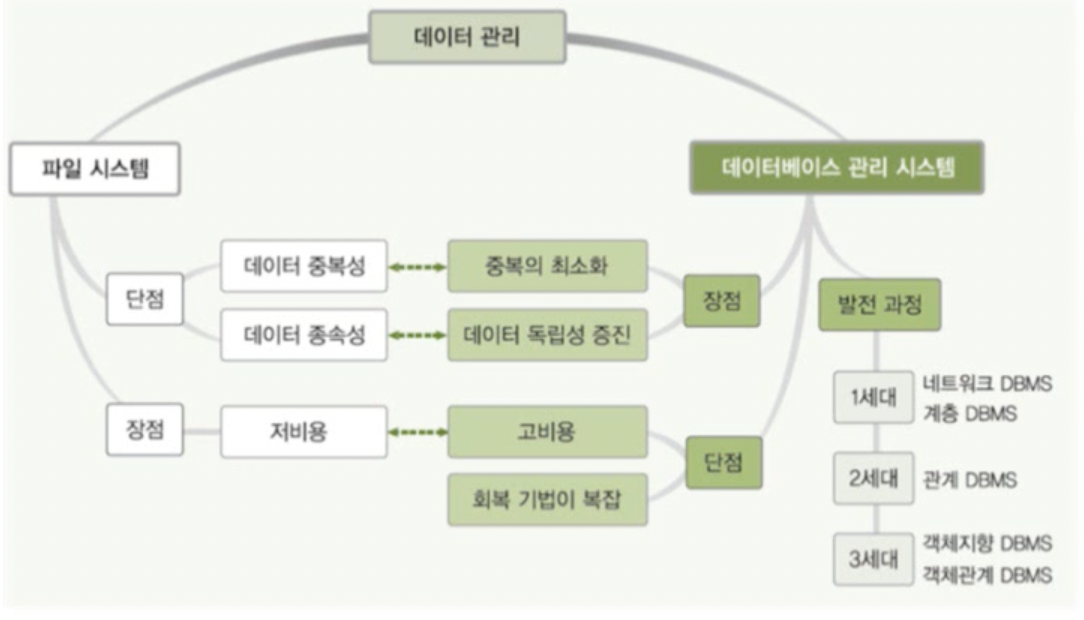 데이터 관리
파일 시스템
데이터베이스 관리 시스템
단점
데이터 중복성
중복의 최소화
장점
데이터 종속성
데이터 독립성 증진
발전 과정
장점
저비용
고비용
단점
회복 기법이 복잡
1세대
네트워크 DBMS
계층 DBMS
2세대
관계 DBMS
3세대
객체지향 DBMS
객체관계 DBMS